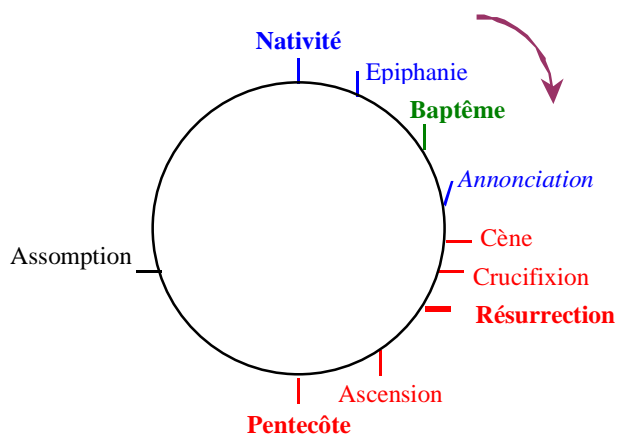 Nativité
Epiphanie
Baptême
Annonciation
Cène
Crucifixion
Résurrection
Ascension
Pentecôte
Assomption